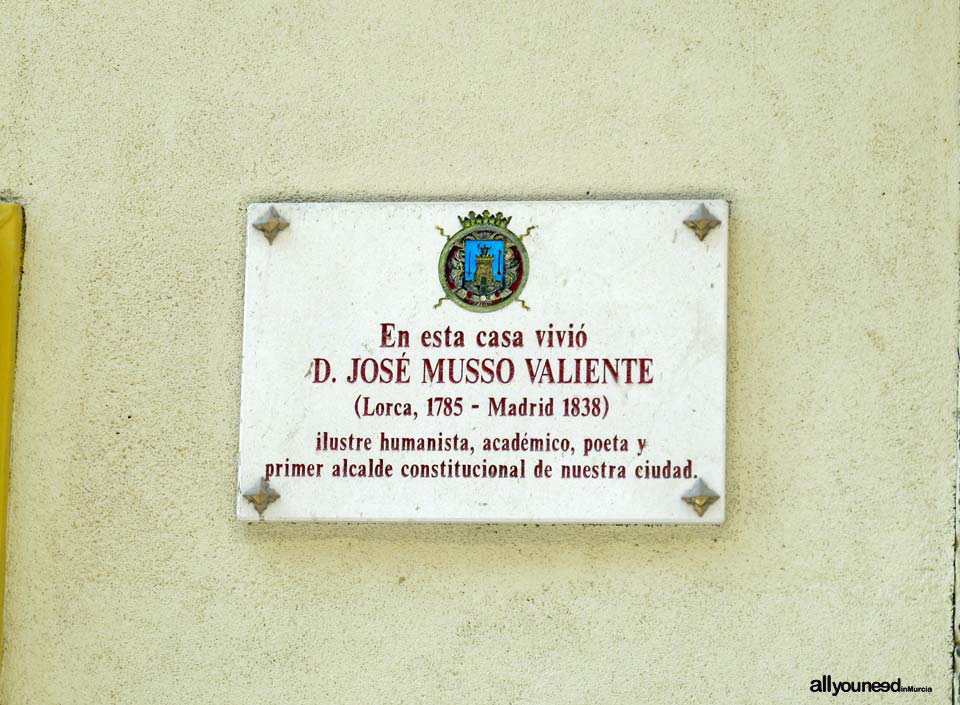 En esta casa vivió
D. JOSÉ MUSSO VALIENTE
(Lorca, 1785 - Madrid 1838)
ilustre humanista, académico, poeta y
primer alcalde constitucional de nuestra ciudad.
allyouneedinMurcia